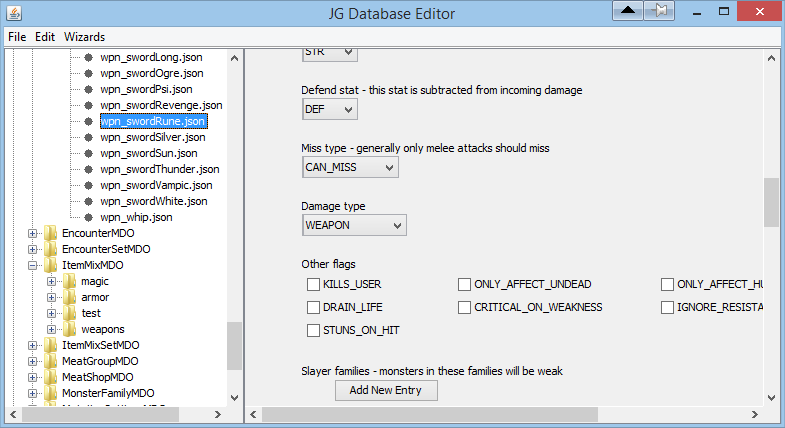 JG Database Editor
File Edit Wizards
wpn_swordLong.json
wpn_swordOgre.json
wpn_swordPsi.json
wpn_swordRevenge.json
wpn_swordRune.json
wpn_swordSilver.json
wpn_swordSun.json
wpn_swordThunder.json
wpn_swordVampic.json
wpn_swordWhite.json
wpn_whip.json
EncounterMDO
EncounterSetMDO
ItemMixMDO
magic
armor
test
weapons
ItemMixSetMDO
MeatGroupMDO
MeatShopMDO
MonsterFamilyMDO
STR
Defend stat - this stat is subtracted from incoming damage
DEF
Miss type - generally only melee attacks should miss
CAN_MISS
Damage type
WEAPON
Other flags
KILLS_USER ONLY_AFFECT_UNDEAD ONLY_AFFECT_HU
DRAIN_LIFE CRITICAL_ON_WEAKNESS IGNORE_RESISTA
STUNS_ON_HIT
Slayer families - monsters in these families will be weak
Add New Entry